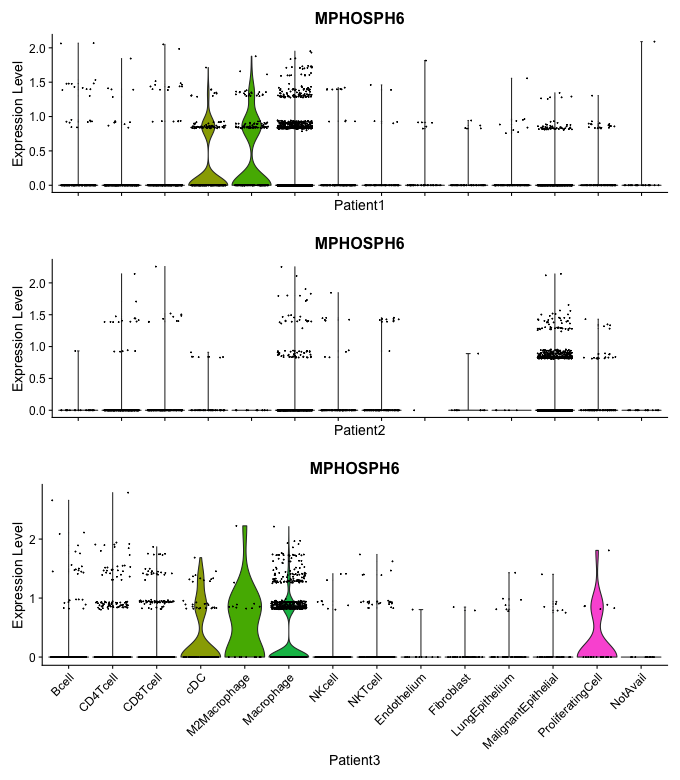 MPHOSPH6
Expression Level
2.0
1.5
1.0
0.5
0.0
Patient1
MPHOSPH6
Expression Level
2.0
1.5
1.0
0.5
0.0
Patient2
MPHOSPH6
Expression Level
2
1
0
Bcell
CD4Tcell
CD8Tcell
cDC
M2Macrophage
Macrophage
NKcell
NKTcell
Endothelium
Fibroblast
LungEpithelium
MalignantEpithelial
ProliferatingCell
NotAvail
Patient3